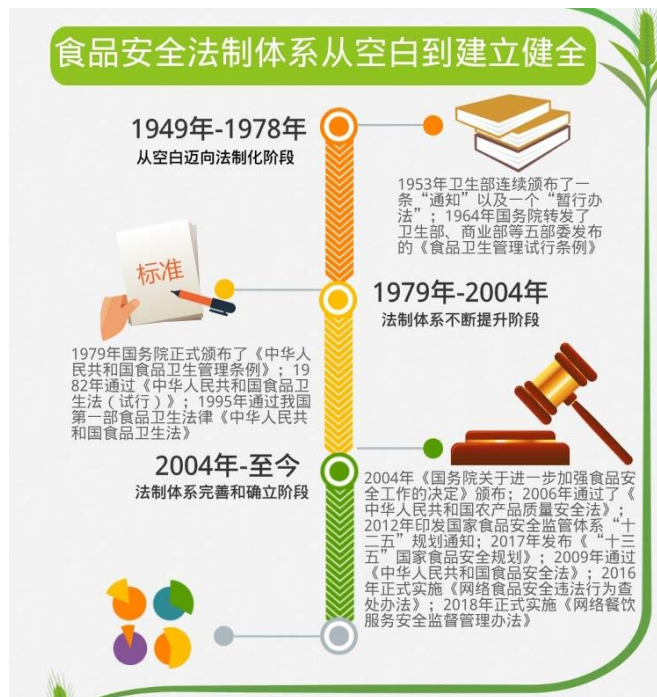 食品安全法制体系从空白到建立健全
1949年-1978年
从空白迈向法制化阶段
1953年卫生部连续颁布了一
条“通知”以及一个“暂行办
法”；1964年国务院转发了
卫生部、商业部等五部委发布
的《食品卫生管理试行条例》
标准
1979年-2004年
法制体系不断提升阶段
1979年国务院正式颁布了《中华人
民共和国食品卫生管理条例》；19
82年通过《中华人民共和国食品卫
生法（试行）》；1995年通过我国
第一部食品卫生法律《中华人民共
和国食品卫生法》
2004年-至今
法制体系完善和确立阶段
2004年《国务院关于进一步加强食品安
全工作的决定》颁布；2006年通过了《
中华人民共和国农产品质量安全法》；
2012年印发国家食品安全监管体系“十
二五”规划通知；2017年发布《“十三
五”国家食品安全规划》；2009年通过
《中华人民共和国食品安全法》；2016
年正式实施《网络食品安全违法行为查
处办法》；2018年正式实施《网络餐饮
服务安全监督管理办法》